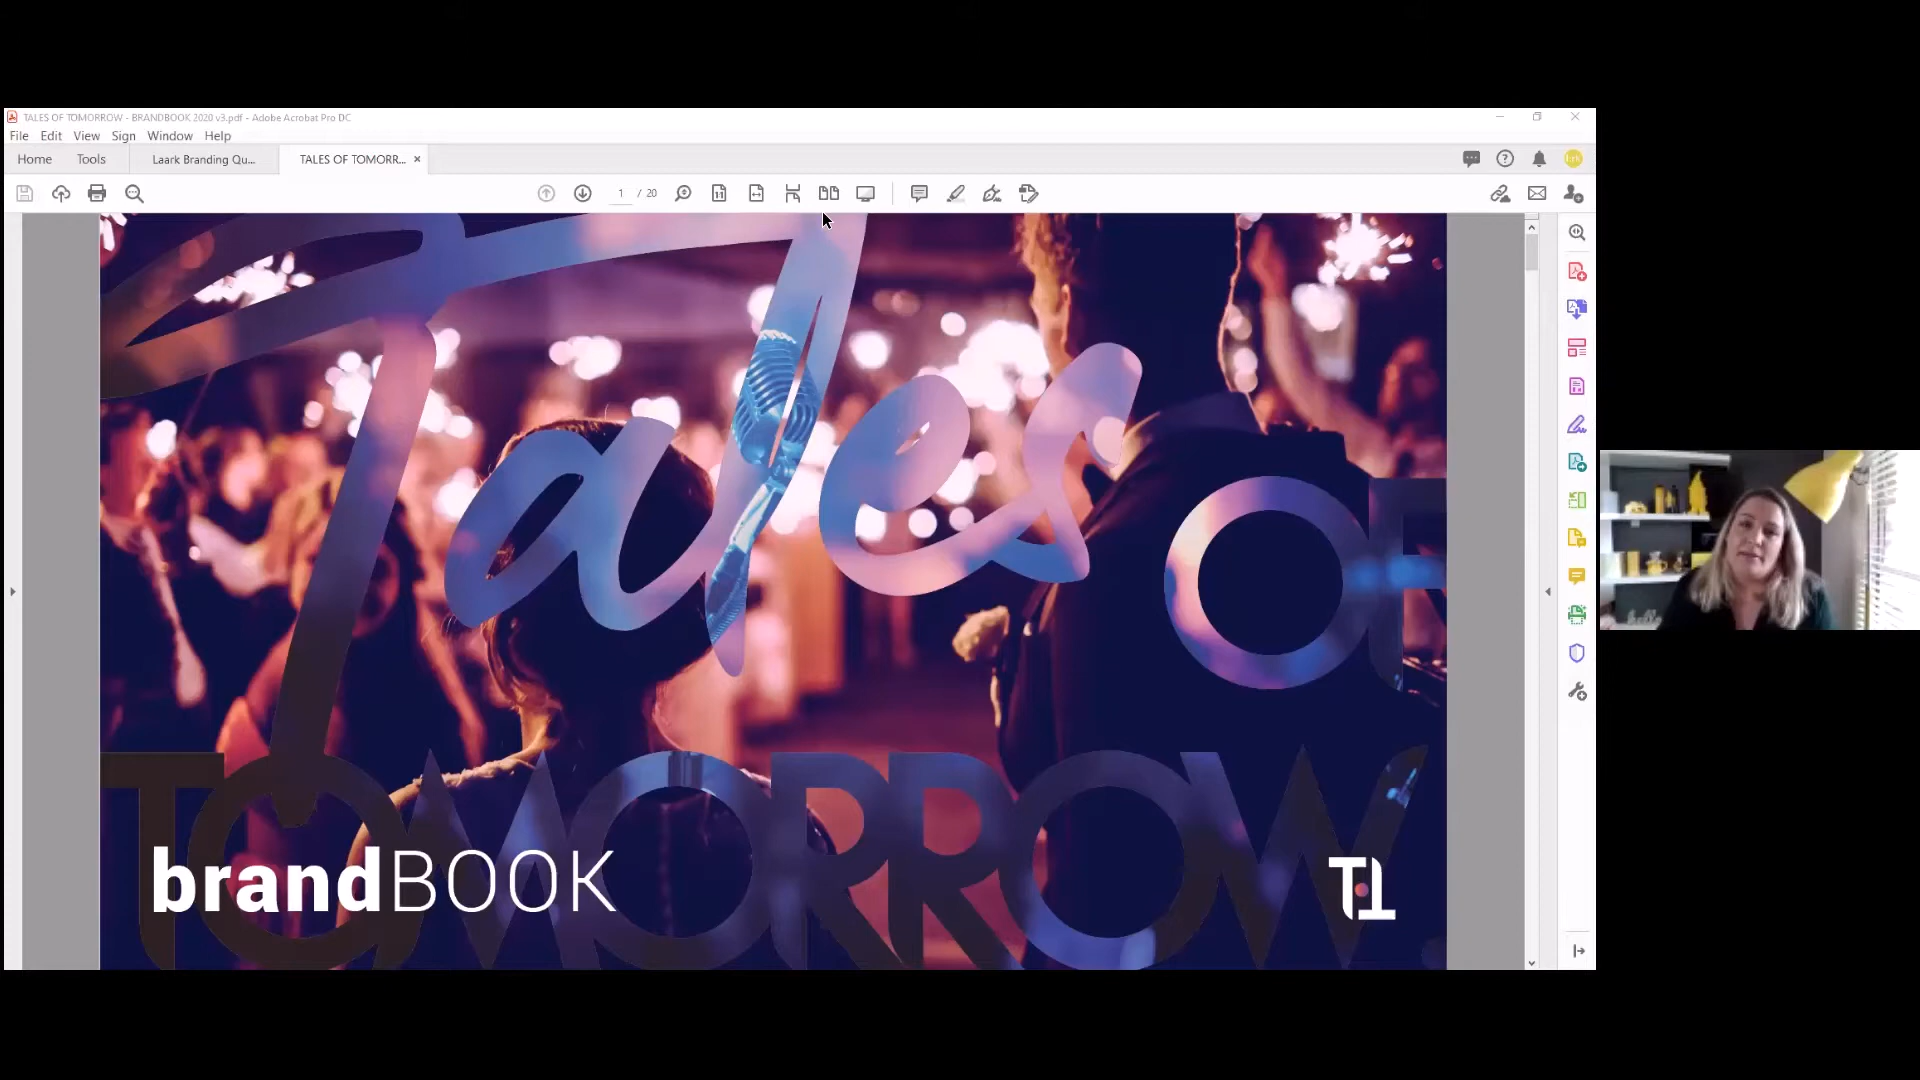 TALES OF TOMORROW - BRANDBOOK 2020 v3.pdf - Adobe Acrobat Pro DC
File Edit View Sign Window Help
Home Tools Laark Branding Qu... TALES OF TOMORR... ×
1 / 20
Tales
OF
TOMORROW
brandBOOK
hello